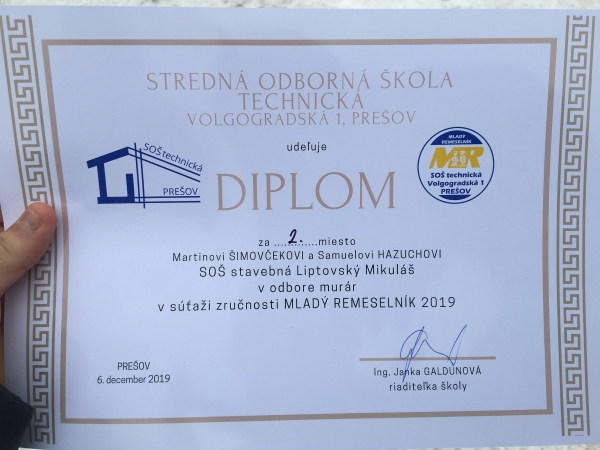 STREDNÁ ODBORNÁ ŠKOLA
TECHNICKÁ
VOLGOGRADSKÁ 1, PREŠOV
udeľuje
SOŠ technická
PREŠOV
MLADÝ
REMESELNÍK
MR
SOŠ technická
Volgogradská 1
PREŠOV
DIPLOM
za ...2.......miesto
Martinovi ŠIMOVČEKOVI a Samuelovi HAZUCHOVI
SOŠ stavebná Liptovský Mikuláš
v odbore murár
v súťaži zručnosti MLADÝ REMESELNÍK 2019
PREŠOV
6. december 2019
Ing. Janka GALDUNOVÁ
riaditeľka školy